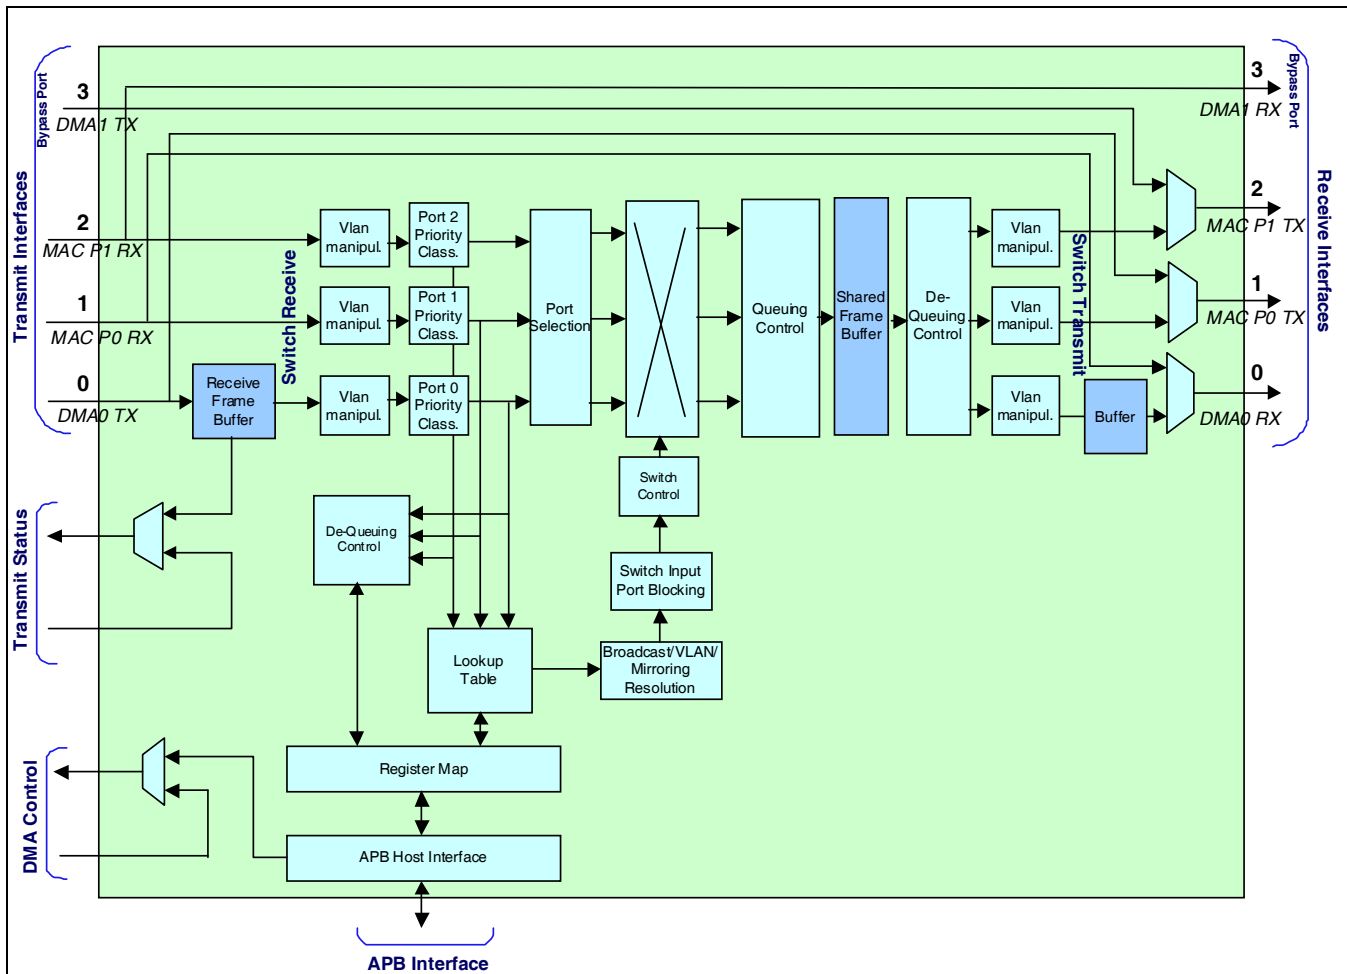 Bypass Port
3
DMA1 TX
3
DMA1 RX
Bypass Port
Transmit Interfaces
2
MAC P1 RX
1
MAC P0 RX
0
DMA0 TX
Receive
Frame
Buffer
Switch Receive
Vlan
manipul.
Port 2
Priority
Class.
Vlan
manipul.
Port 1
Priority
Class.
Vlan
manipul.
Port 0
Priority
Class.
Port
Selection
Queuing
Control
Shared
Frame
Buffer
De-
Queuing
Control
Vlan
manipul.
Vlan
manipul.
Vlan
manipul.
Switch Transmit
Buffer
2
MAC P1 TX
1
MAC P0 TX
0
DMA0 RX
Receive Interfaces
Switch
Control
Switch Input
Port Blocking
Broadcast/VLAN/
Mirroring
Resolution
De-Queuing
Control
Lookup
Table
Transmit Status
Register Map
DMA Control
APB Host Interface
APB Interface